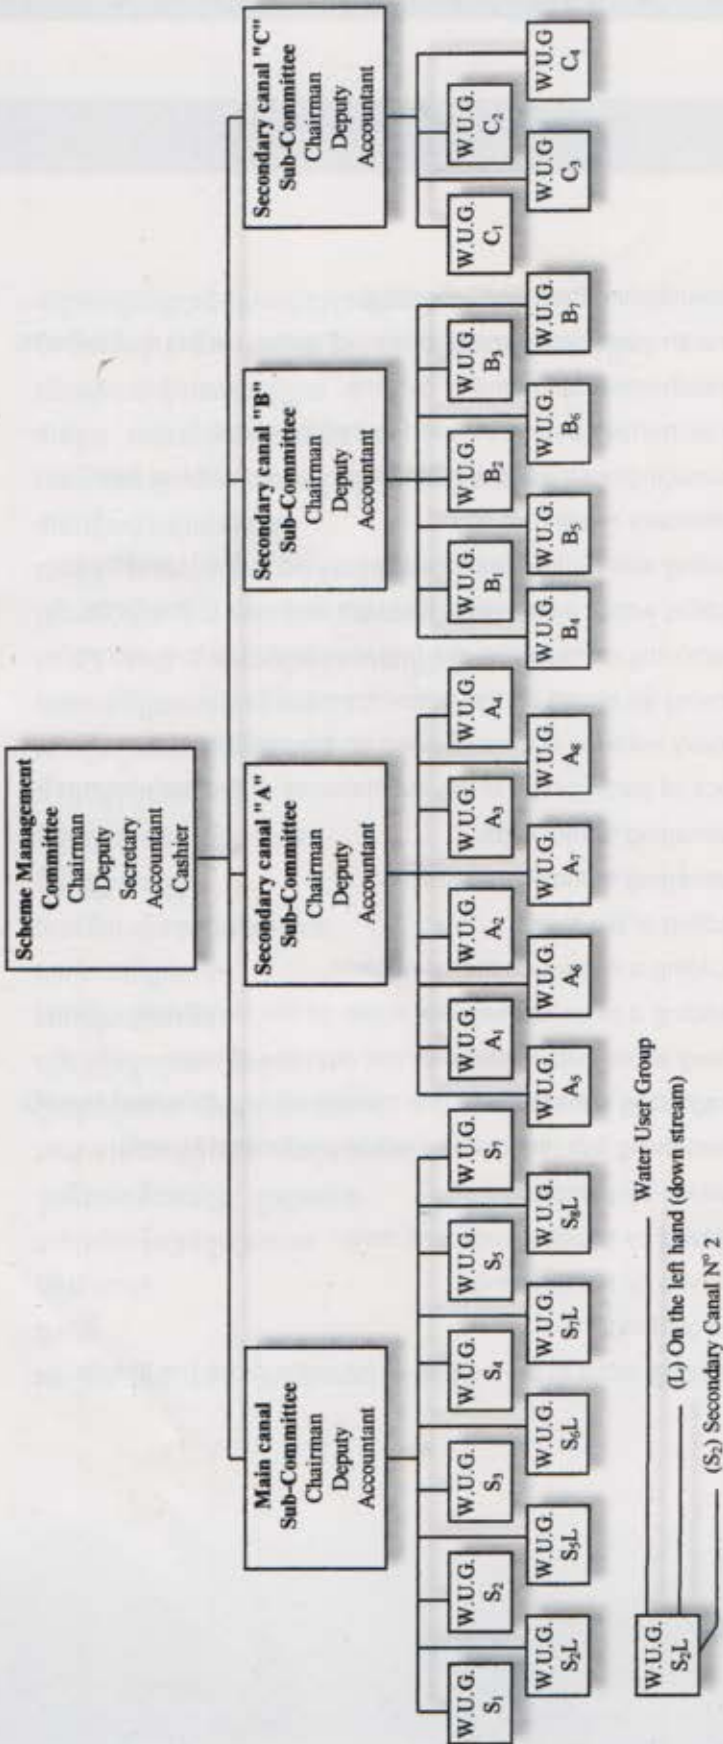 Scheme Management
Committee
Chairman
Deputy
Secretary
Accountant
Cashier
Main canal
Sub-Committee
Chairman
Deputy
Accountant
Secondary canal "A"
Sub-Committee
Chairman
Deputy
Accountant
Secondary canal "B"
Sub-Committee
Chairman
Deputy
Accountant
Secondary canal "C"
Sub-Committee
Chairman
Deputy
Accountant
W.U.G.
S₁
W.U.G.
S₂
W.U.G.
S₃
W.U.G.
S₄
W.U.G.
S₅
W.U.G.
S₇
W.U.G.
S₂L
W.U.G.
S₅L
W.U.G.
S₆L
W.U.G.
S₇L
W.U.G.
S₈L
W.U.G.
A₁
W.U.G.
A₂
W.U.G.
A₃
W.U.G.
A₄
W.U.G.
A₅
W.U.G.
A₆
W.U.G.
A₇
W.U.G.
A₈
W.U.G.
B₁
W.U.G.
B₂
W.U.G.
B₃
W.U.G.
B₄
W.U.G.
B₅
W.U.G.
B₆
W.U.G.
B₇
W.U.G.
C₁
W.U.G.
C₂
W.U.G
C₃
W.U.G
C₄
W.U.G.
S₂L
Water User Group
(L) On the left hand (down stream)
(S₂) Secondary Canal N° 2